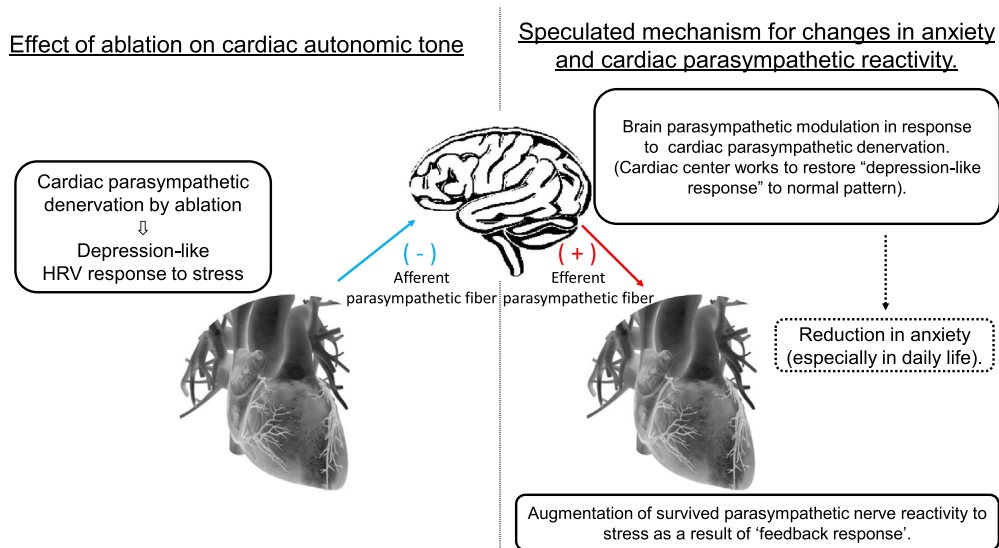 Effect of ablation on cardiac autonomic tone
Speculated mechanism for changes in anxiety
and cardiac parasympathetic reactivity.
Cardiac parasympathetic
denervation by ablation
⇩
Depression-like
HRV response to stress
( - )
Afferent
parasympathetic fiber
( + )
Efferent
parasympathetic fiber
Brain parasympathetic modulation in response
to cardiac parasympathetic denervation.
(Cardiac center works to restore “depression-like
response” to normal pattern).
Reduction in anxiety
(especially in daily life).
Augmentation of survived parasympathetic nerve reactivity to
stress as a result of ‘feedback response’.